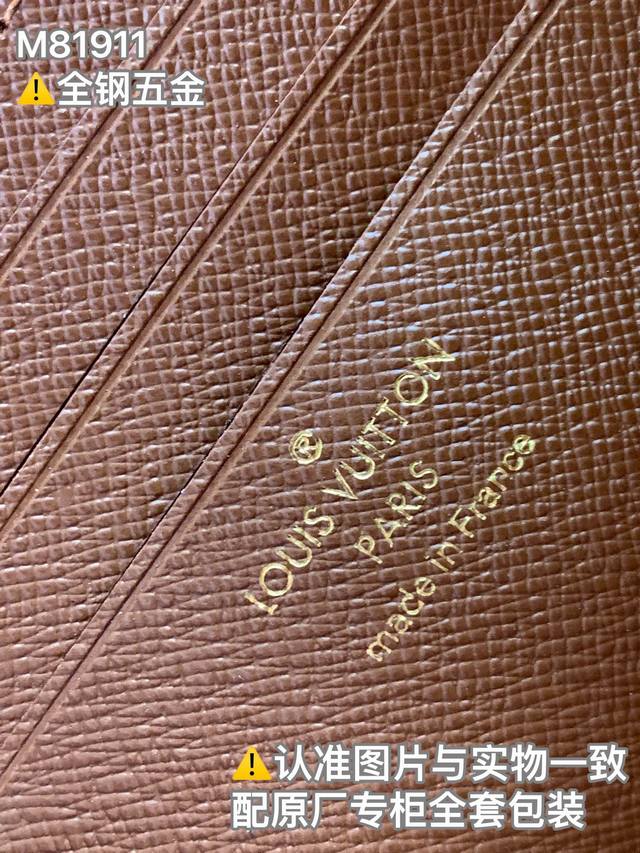 M81911
⚠️全钢五金
®
LOUIS VUITTON
PARIS
made in France
⚠️认准图片与实物一致
配原厂专柜全套包装